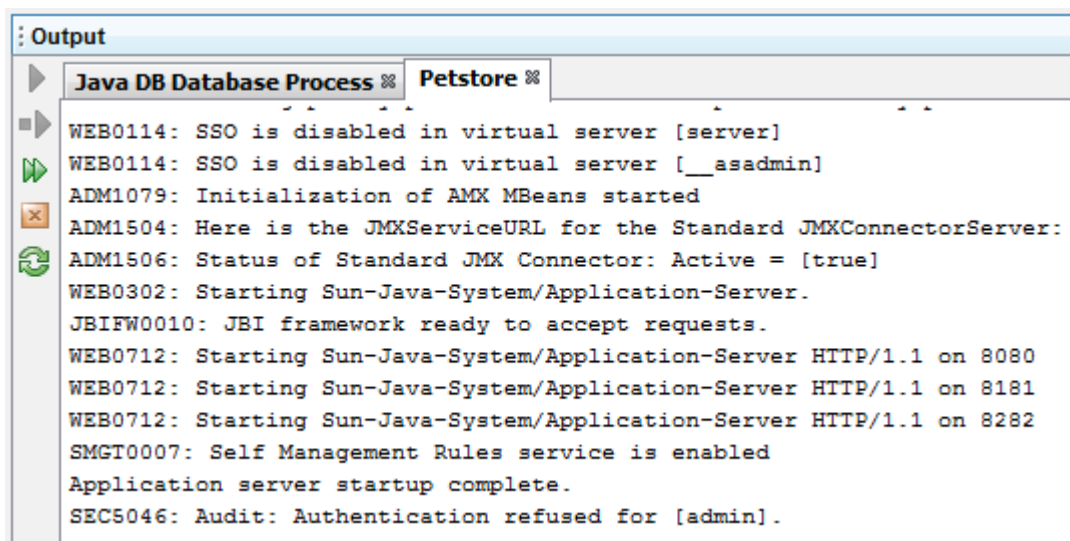 Output
Java DB Database Process Petstore
WEB0114: SSO is disabled in virtual server [server]
WEB0114: SSO is disabled in virtual server [__asadmin]
ADM1079: Initialization of AMX MBeans started
ADM1504: Here is the JMXServiceURL for the Standard JMXConnectorServer:
ADM1506: Status of Standard JMX Connector: Active = [true]
WEB0302: Starting Sun-Java-System/Application-Server.
JBIFW0010: JBI framework ready to accept requests.
WEB0712: Starting Sun-Java-System/Application-Server HTTP/1.1 on 8080
WEB0712: Starting Sun-Java-System/Application-Server HTTP/1.1 on 8181
WEB0712: Starting Sun-Java-System/Application-Server HTTP/1.1 on 8282
SMGT0007: Self Management Rules service is enabled
Application server startup complete.
SEC5046: Audit: Authentication refused for [admin].